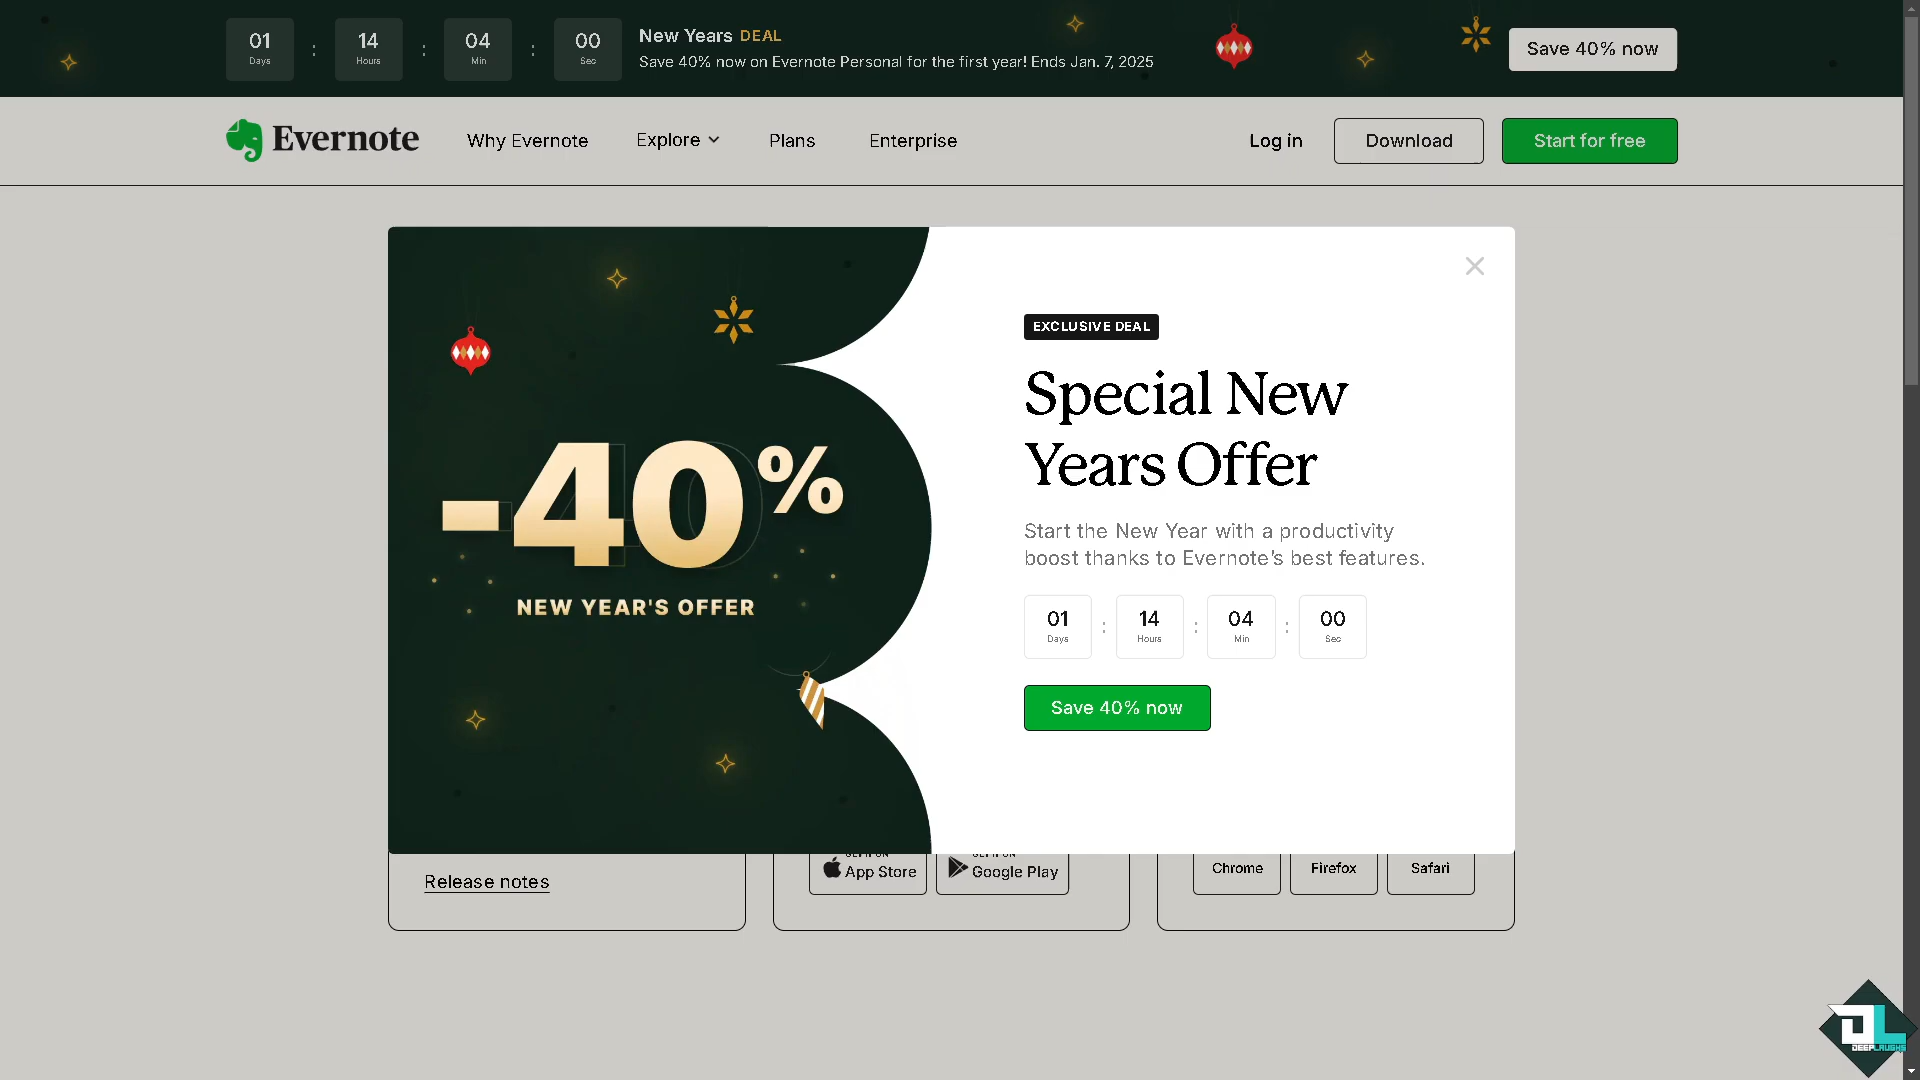 01 : 14 : 04 : 00
Days Hours Min Sec
New Years DEAL
Save 40% now on Evernote Personal for the first year! Ends Jan. 7, 2025
Save 40% now
Evernote
Why Evernote
Explore
Plans
Enterprise
Log in
Download
Start for free
-40%
NEW YEAR'S OFFER
EXCLUSIVE DEAL
Special New
Years Offer
Start the New Year with a productivity
boost thanks to Evernote's best features.
01 : 14 : 04 : 00
Days Hours Min Sec
Save 40% now
Release notes
App Store
Google Play
Chrome
Firefox
Safari
DEEPLAUGHS